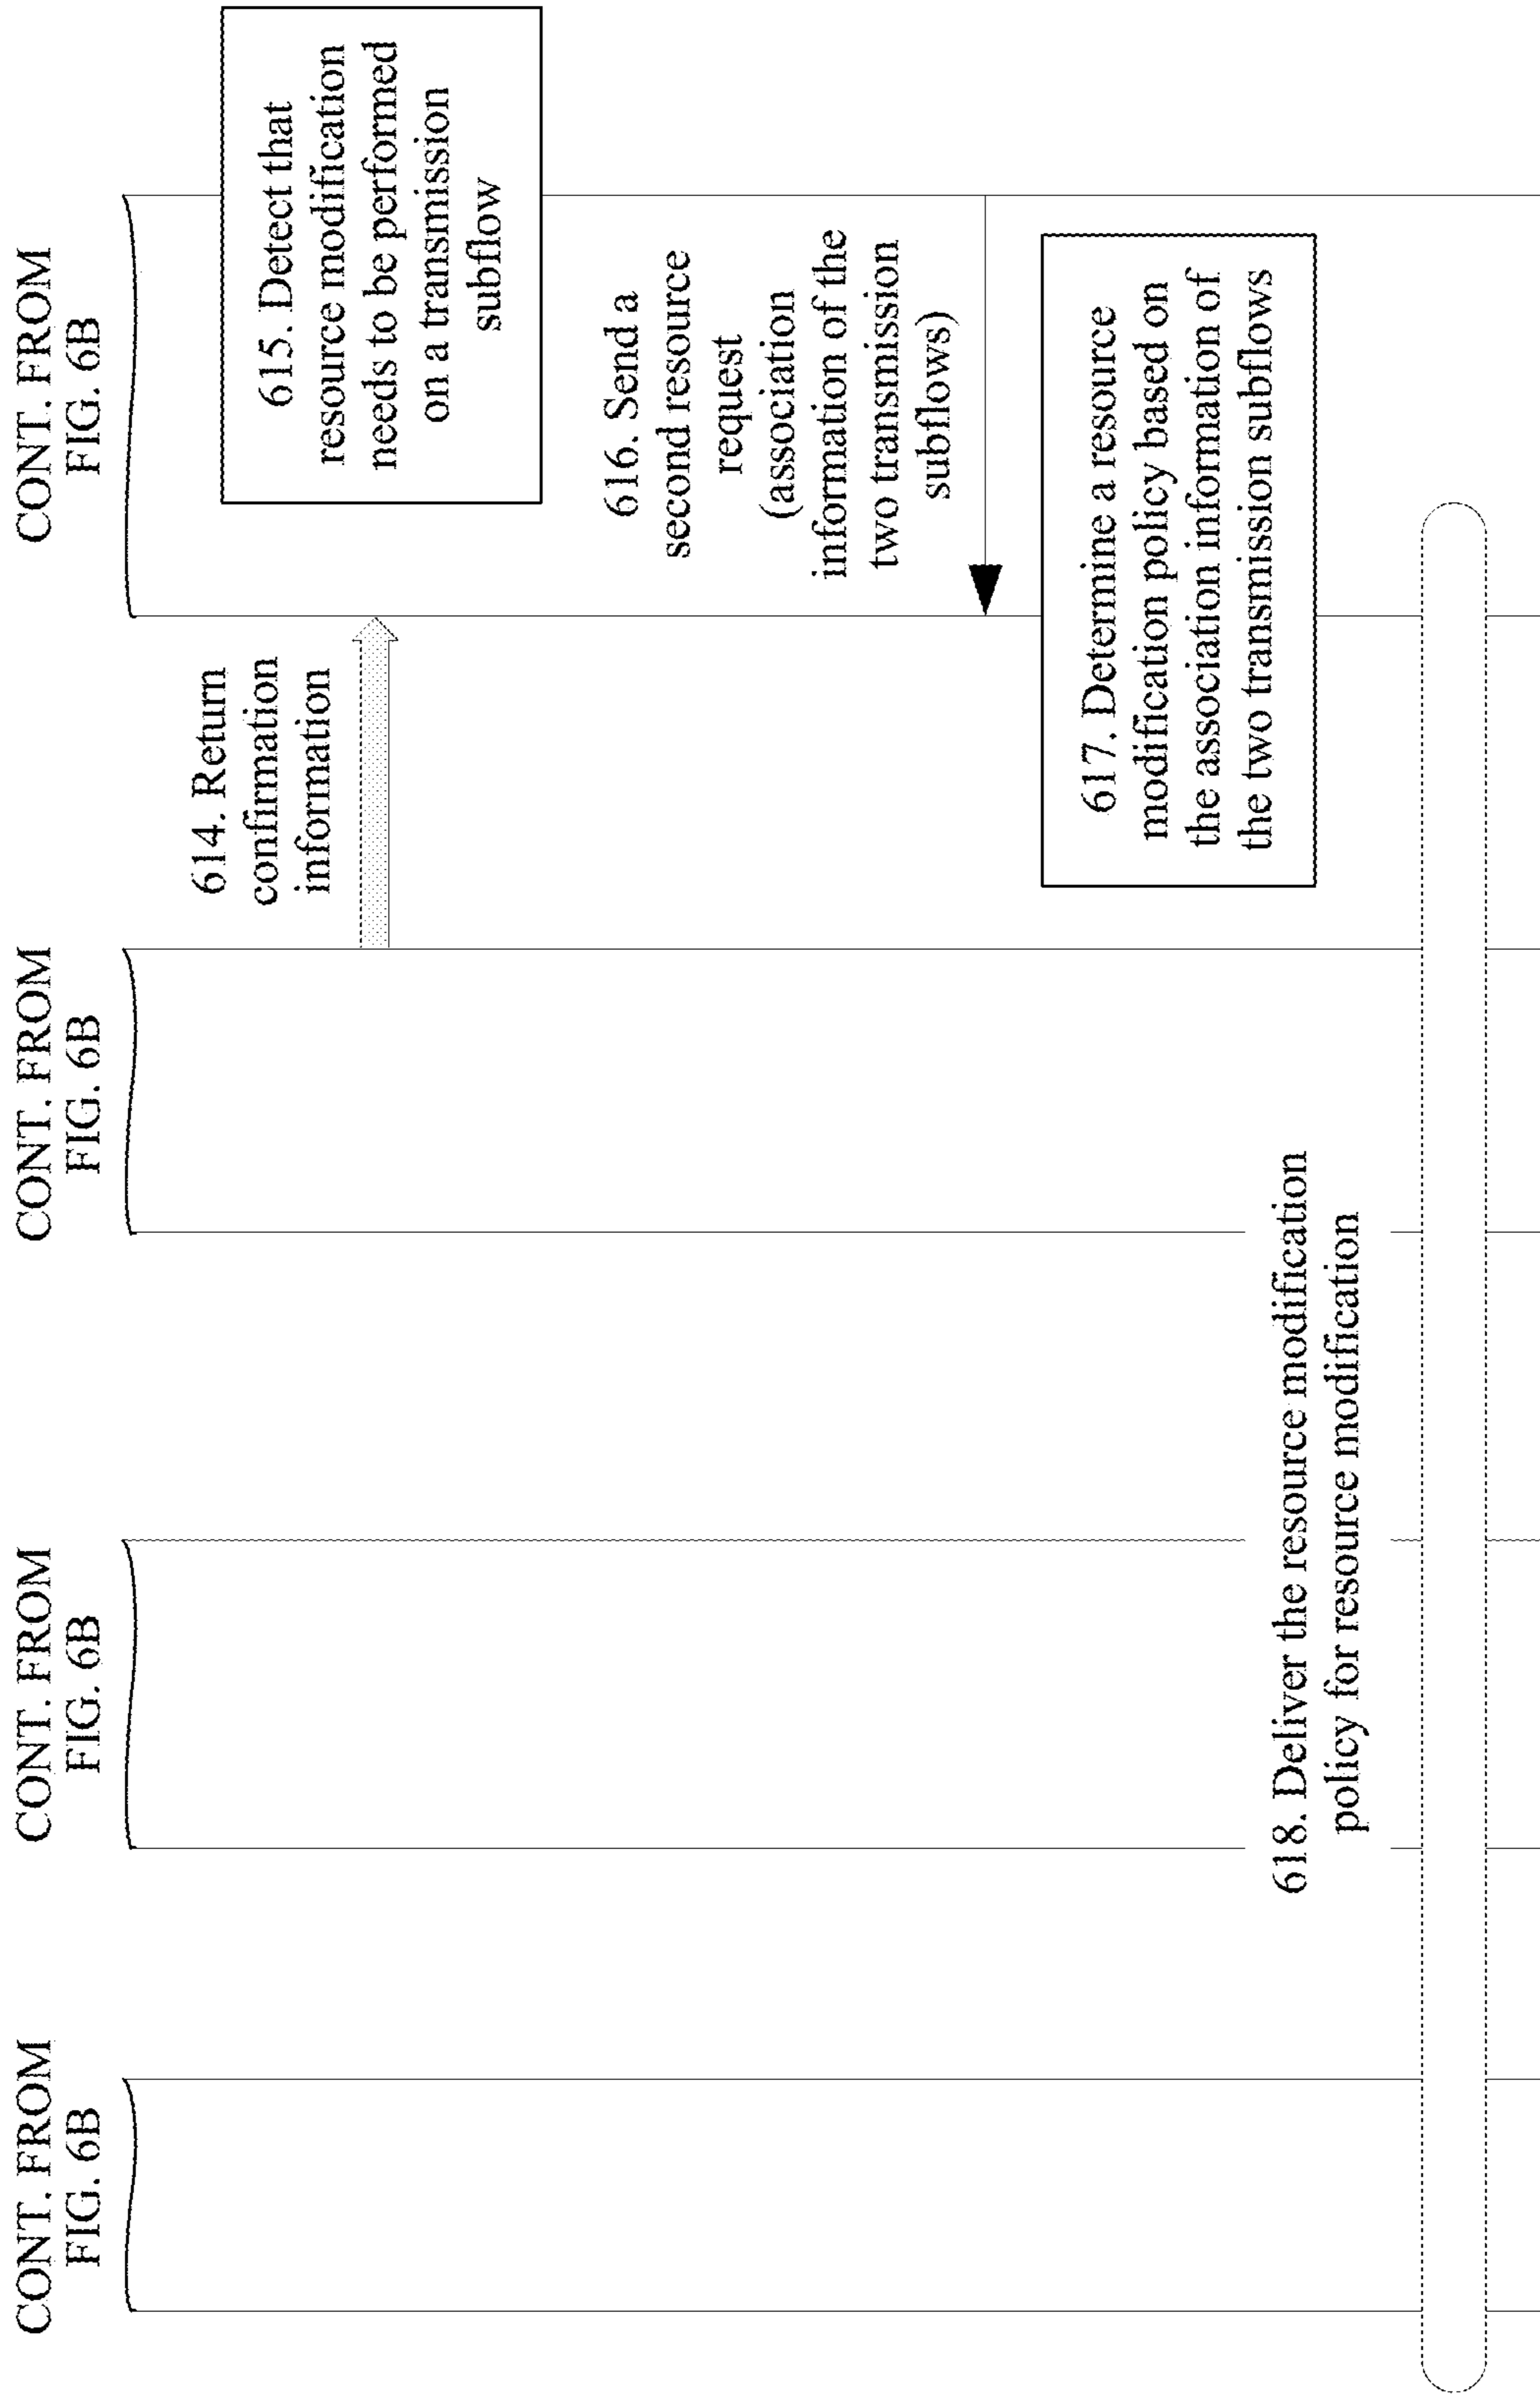 CONT. FROM
FIG. 6B
CONT. FROM
FIG. 6B
CONT. FROM
FIG. 6B
CONT. FROM
FIG. 6B
614. Return
confirmation
information
615. Detect that
resource modification
needs to be performed
on a transmission
subflow
616. Send a
second resource
request
(association
information of the
two transmission
subflows)
617. Determine a resource
modification policy based on
the association information of
the two transmission subflows
618. Deliver the resource modification
policy for resource modification